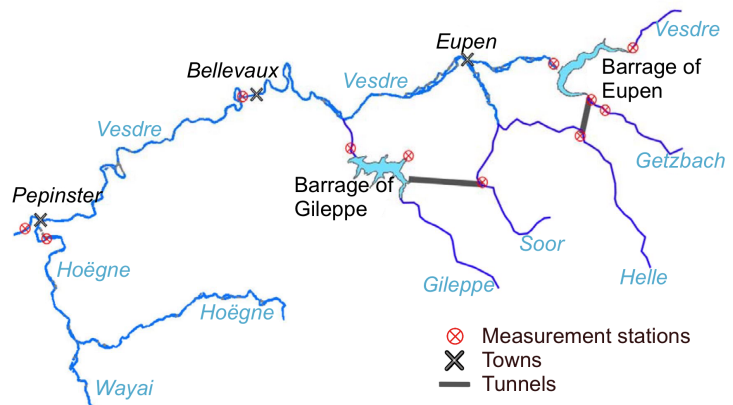 Vesdre
Eupen
Barrage of
Eupen
Bellevaux
Vesdre
Vesdre
Getzbach
Barrage of
Gileppe
Pepinster
Soor
Hoëgne
Gileppe
Helle
Hoëgne
Measurement stations
Towns
Tunnels
Wayai